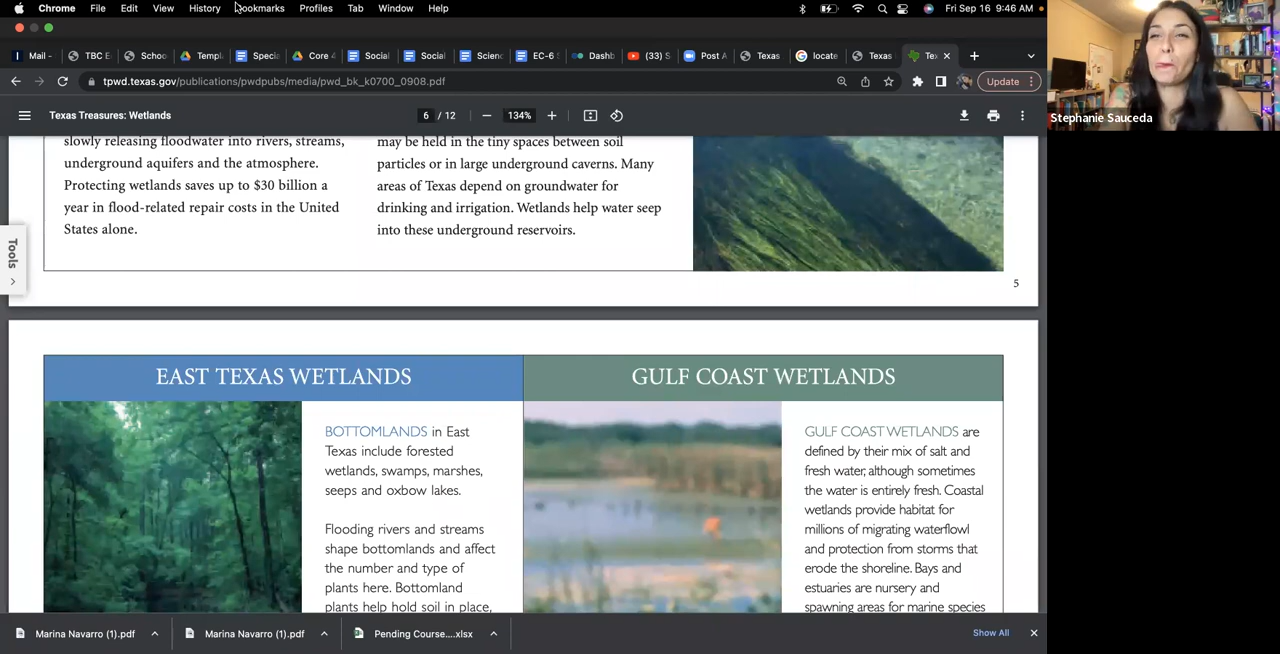 Chrome File Edit View History Bookmarks Profiles Tab Window Help Fri Sep 16 9:46 AM
Mail - TBC E Schoo Templ Specia Core 4 Social Social Scienc EC-6 Dashb (33) S Post A Texas locate Texas Tex
tpwd.texas.gov/publications/pwdpubs/media/pwd_bk_k0700_0908.pdf Update
Texas Treasures: Wetlands 6 / 12 134%
Stephanie Sauceda
Tools
slowly releasing floodwater into rivers, streams,
underground aquifers and the atmosphere.
Protecting wetlands saves up to $30 billion a
year in flood-related repair costs in the United
States alone.
may be held in the tiny spaces between soil
particles or in large underground caverns. Many
areas of Texas depend on groundwater for
drinking and irrigation. Wetlands help water seep
into these underground reservoirs.
5
EAST TEXAS WETLANDS
BOTTOMLANDS in East
Texas include forested
wetlands, swamps, marshes,
seeps and oxbow lakes.
Flooding rivers and streams
shape bottomlands and affect
the number and type of
plants here. Bottomland
plants help hold soil in place,
GULF COAST WETLANDS
GULF COAST WETLANDS are
defined by their mix of salt and
fresh water, although sometimes
the water is entirely fresh. Coastal
wetlands provide habitat for
millions of migrating waterflowl
and protection from storms that
erode the shoreline. Bays and
estuaries are nursery and
spawning areas for marine species
Marina Navarro (1).pdf Marina Navarro (1).pdf Pending Course....xlsx Show All